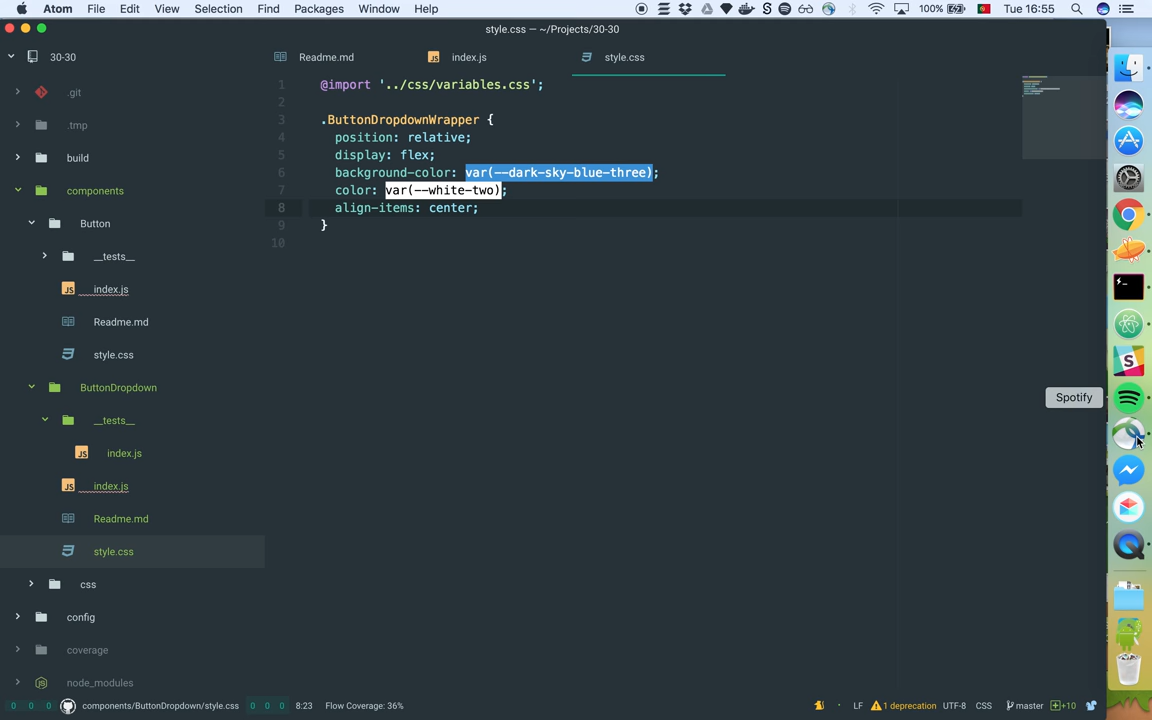 Atom File Edit View Selection Find Packages Window Help 100% Tue 16:55
style.css — ~/Projects/30-30
30-30
Readme.md index.js style.css
.git
.tmp
build
components
Button
__tests__
index.js
Readme.md
style.css
ButtonDropdown
__tests__
index.js
index.js
Readme.md
style.css
css
config
coverage
node_modules
1 @import '../css/variables.css';
2
3 .ButtonDropdownWrapper {
4 position: relative;
5 display: flex;
6 background-color: var(--dark-sky-blue-three);
7 color: var(--white-two);
8 align-items: center;
9 }
10
Spotify
0 0 0 components/ButtonDropdown/style.css 0 0 0 8:23 Flow Coverage: 36% LF 1 deprecation UTF-8 CSS master +10